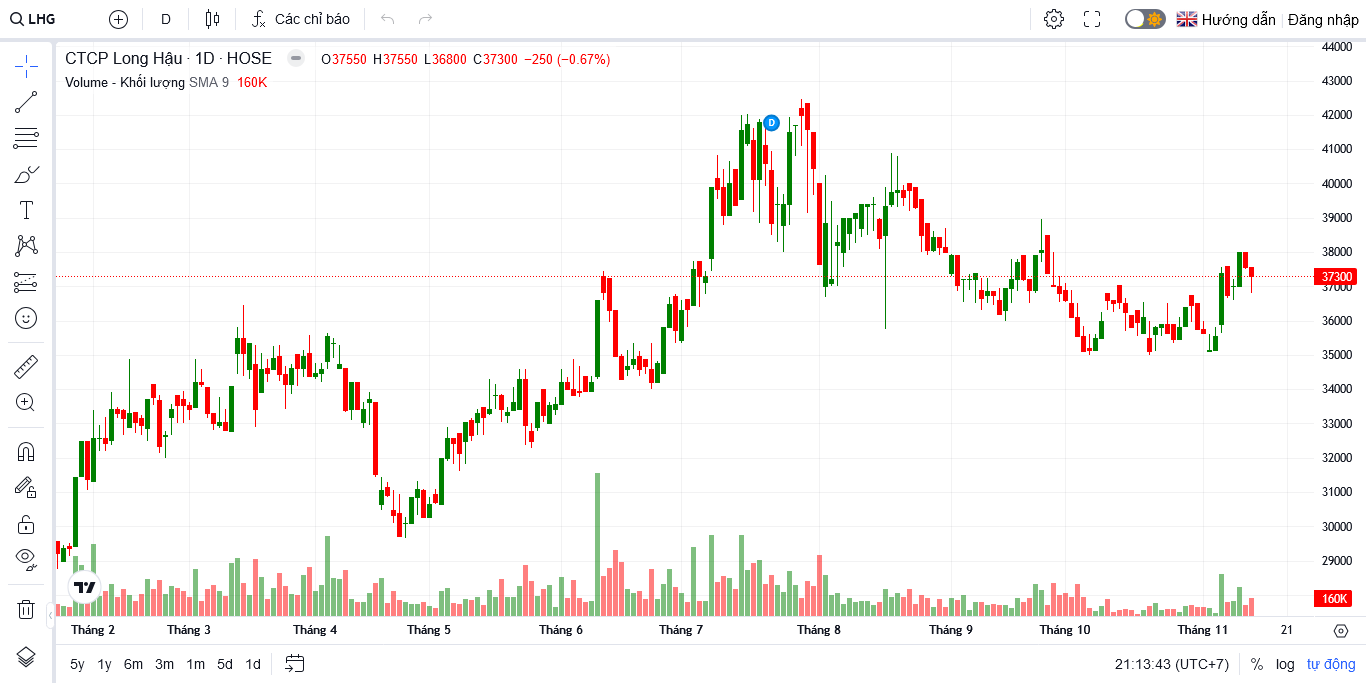 LHG D Các chỉ báo Hướng dẫn Đăng nhập
CTCP Long Hậu · 1D · HOSE O37550 H37550 L36800 C37300 −250 (−0.67%)
Volume - Khối lượng SMA 9 160K
D
44000
43000
42000
41000
40000
39000
38000
37300
37000
36000
35000
34000
33000
32000
31000
30000
29000
160K
Tháng 2 Tháng 3 Tháng 4 Tháng 5 Tháng 6 Tháng 7 Tháng 8 Tháng 9 Tháng 10 Tháng 11 21
5y 1y 6m 3m 1m 5d 1d 21:13:43 (UTC+7) % log tự động